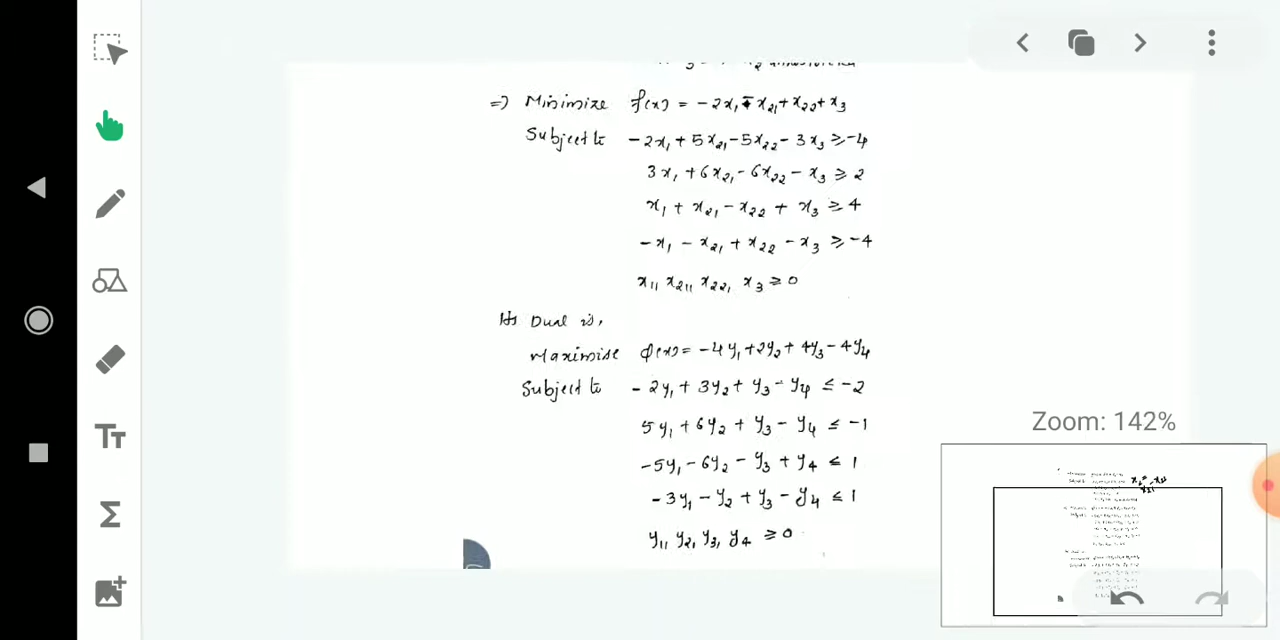 =) Minimize f(x) = -2x₁ - x₂₁ + x₂₂ + x₃
Subject to -2x₁ + 5x₂₁ - 5x₂₂ - 3x₃ ≥ -4
3x₁ + 6x₂₁ - 6x₂₂ - x₃ ≥ 2
x₁ + x₂₁ - x₂₂ + x₃ ≥ 4
-x₁ - x₂₁ + x₂₂ - x₃ ≥ -4
x₁, x₂₁, x₂₂, x₃ ≥ 0
Its Dual is,
Maximise φ(x) = -4y₁ + 2y₂ + 4y₃ - 4y₄
Subject to -2y₁ + 3y₂ + y₃ - y₄ ≤ -2
5y₁ + 6y₂ + y₃ - y₄ ≤ -1
-5y₁ - 6y₂ - y₃ + y₄ ≤ 1
-3y₁ - y₂ + y₃ - y₄ ≤ 1
y₁, y₂, y₃, y₄ ≥ 0
Tт
Σ
Zoom: 142%